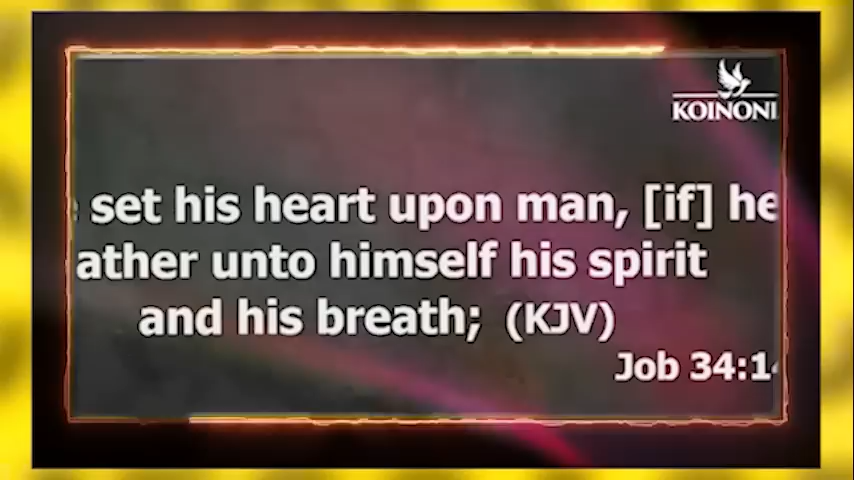 KOINONI
set his heart upon man, [if] he
ather unto himself his spirit
and his breath; (KJV)
Job 34:14